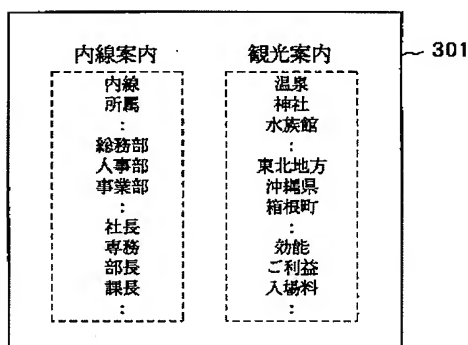 301
内線案内
内線
所属
:
総務部
人事部
事業部
:
社長
専務
部長
課長
:
観光案内
温泉
神社
水族館
:
東北地方
沖縄県
箱根町
:
効能
ご利益
入場料
: